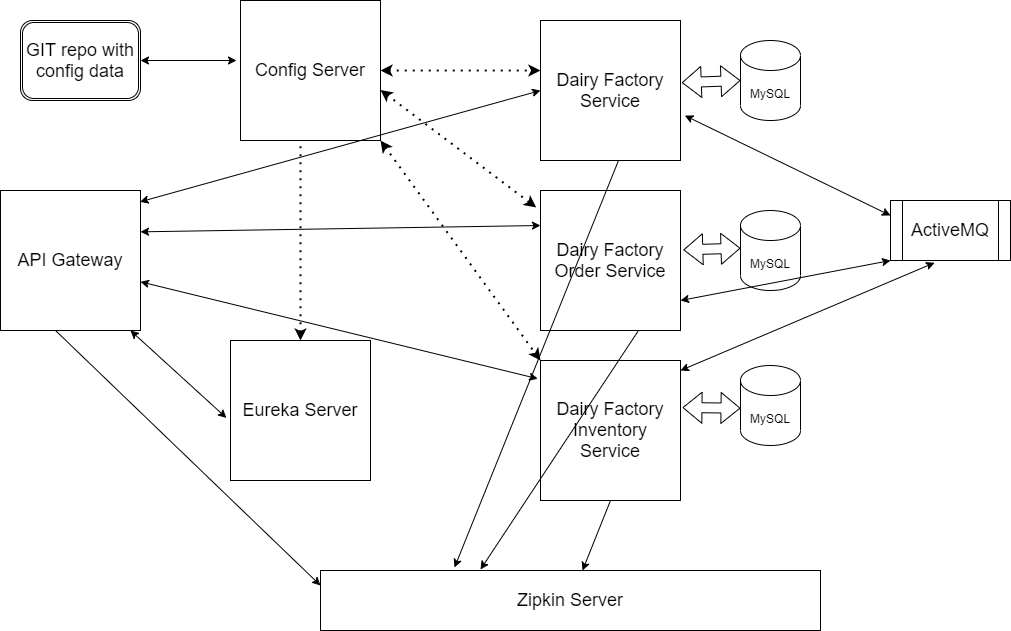 GIT repo with
config data
Config Server
Dairy Factory
Service
MySQL
API Gateway
Dairy Factory
Order Service
MySQL
ActiveMQ
Eureka Server
Dairy Factory
Inventory
Service
MySQL
Zipkin Server